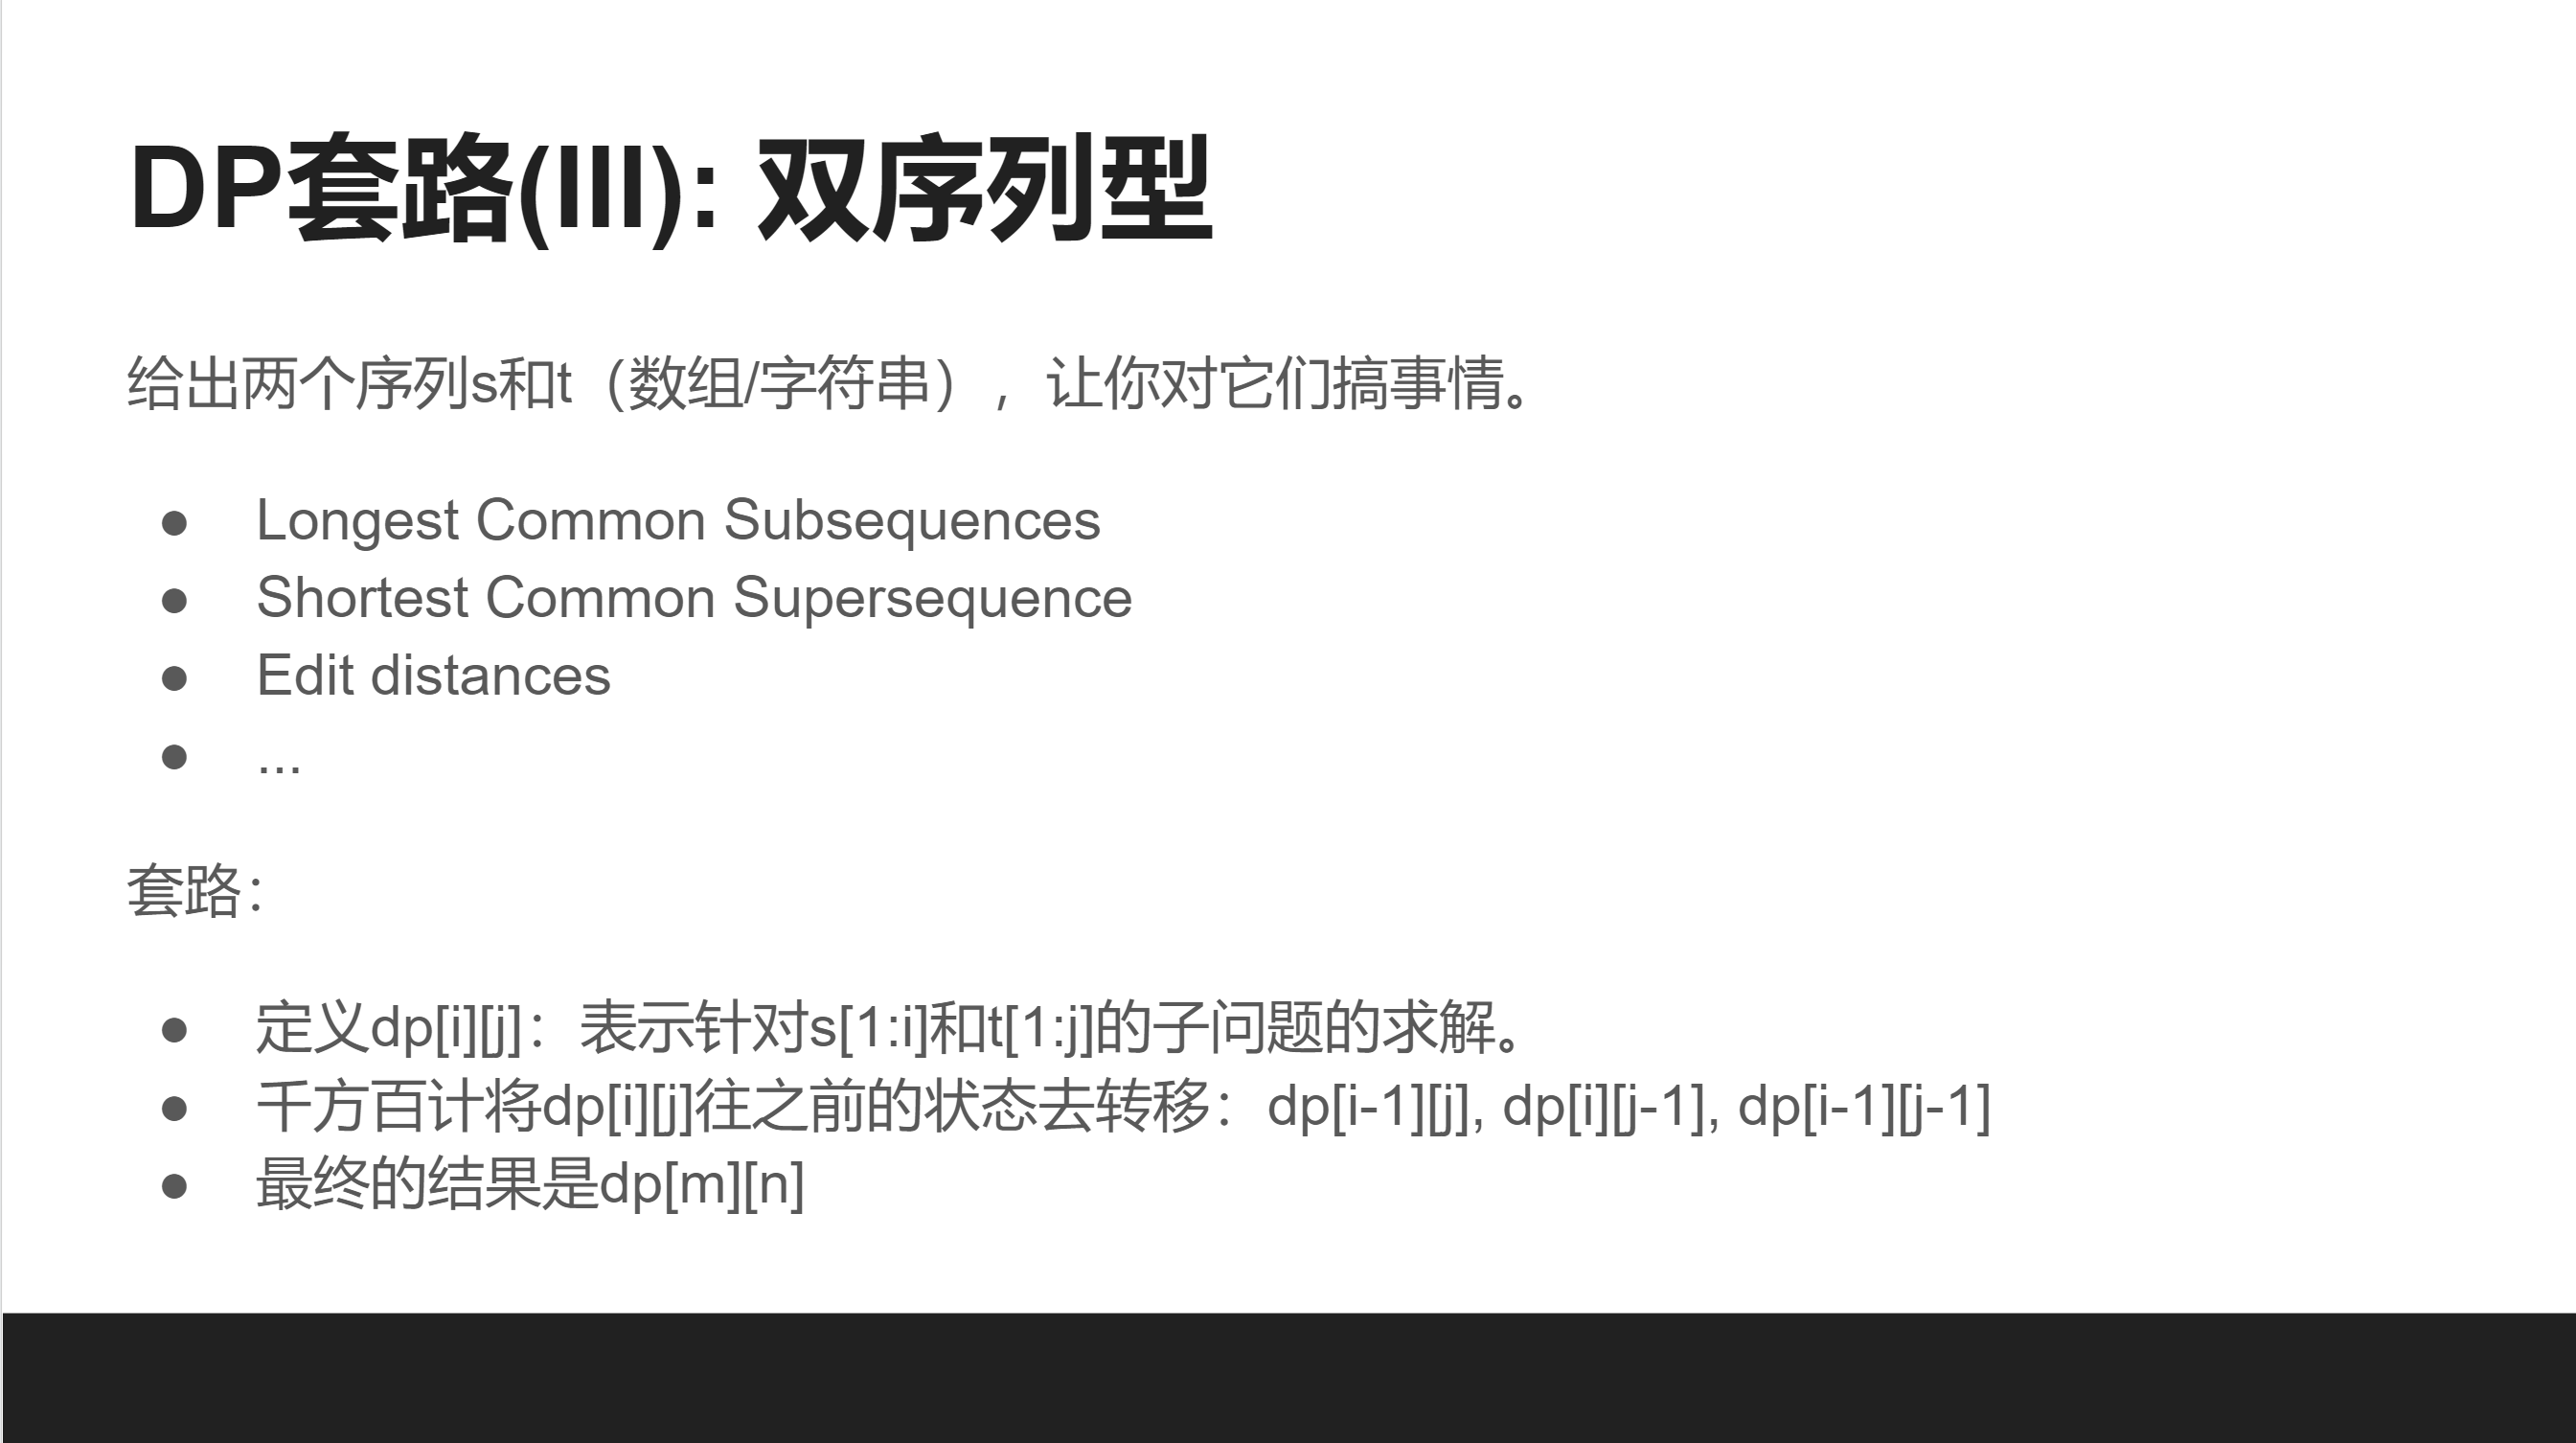 DP套路(III): 双序列型
给出两个序列s和t（数组/字符串），让你对它们搞事情。
● Longest Common Subsequences
● Shortest Common Supersequence
● Edit distances
● ...
套路：
● 定义dp[i][j]：表示针对s[1:i]和t[1:j]的子问题的求解。
● 千方百计将dp[i][j]往之前的状态去转移：dp[i-1][j], dp[i][j-1], dp[i-1][j-1]
● 最终的结果是dp[m][n]